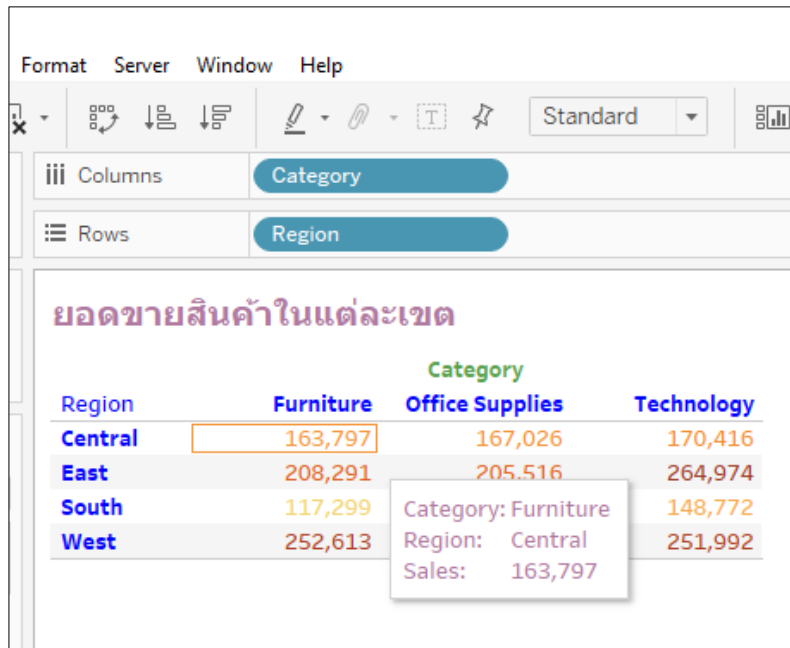 Format Server Window Help
T Standard
Columns Category
Rows Region
ยอดขายสินค้าในแต่ละเขต
Category
Region Furniture Office Supplies Technology
Central 163,797 167,026 170,416
East 208,291 205,516 264,974
South 117,299 148,772
West 252,613 251,992
Category: Furniture
Region: Central
Sales: 163,797